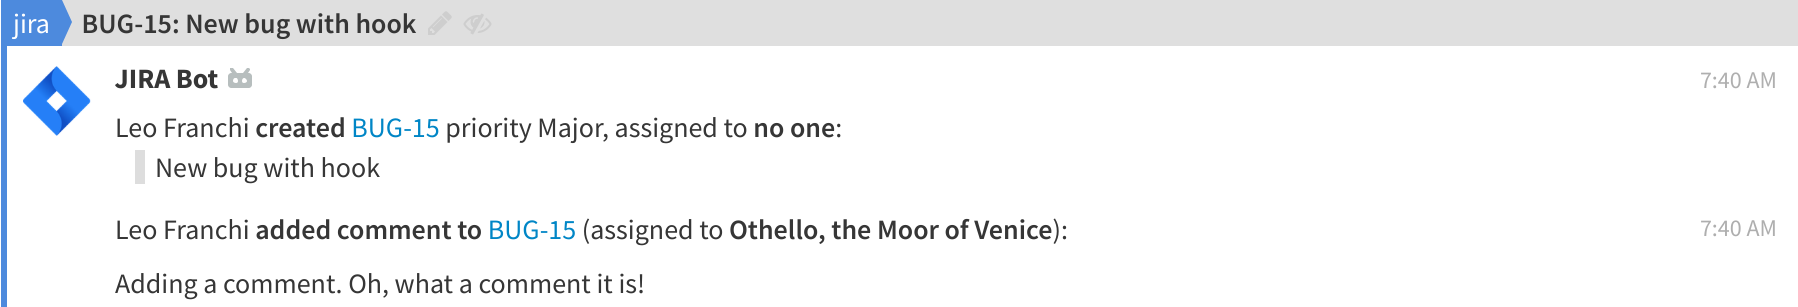 jira BUG-15: New bug with hook
JIRA Bot 7:40 AM
Leo Franchi created BUG-15 priority Major, assigned to no one:
New bug with hook
Leo Franchi added comment to BUG-15 (assigned to Othello, the Moor of Venice): 7:40 AM
Adding a comment. Oh, what a comment it is!